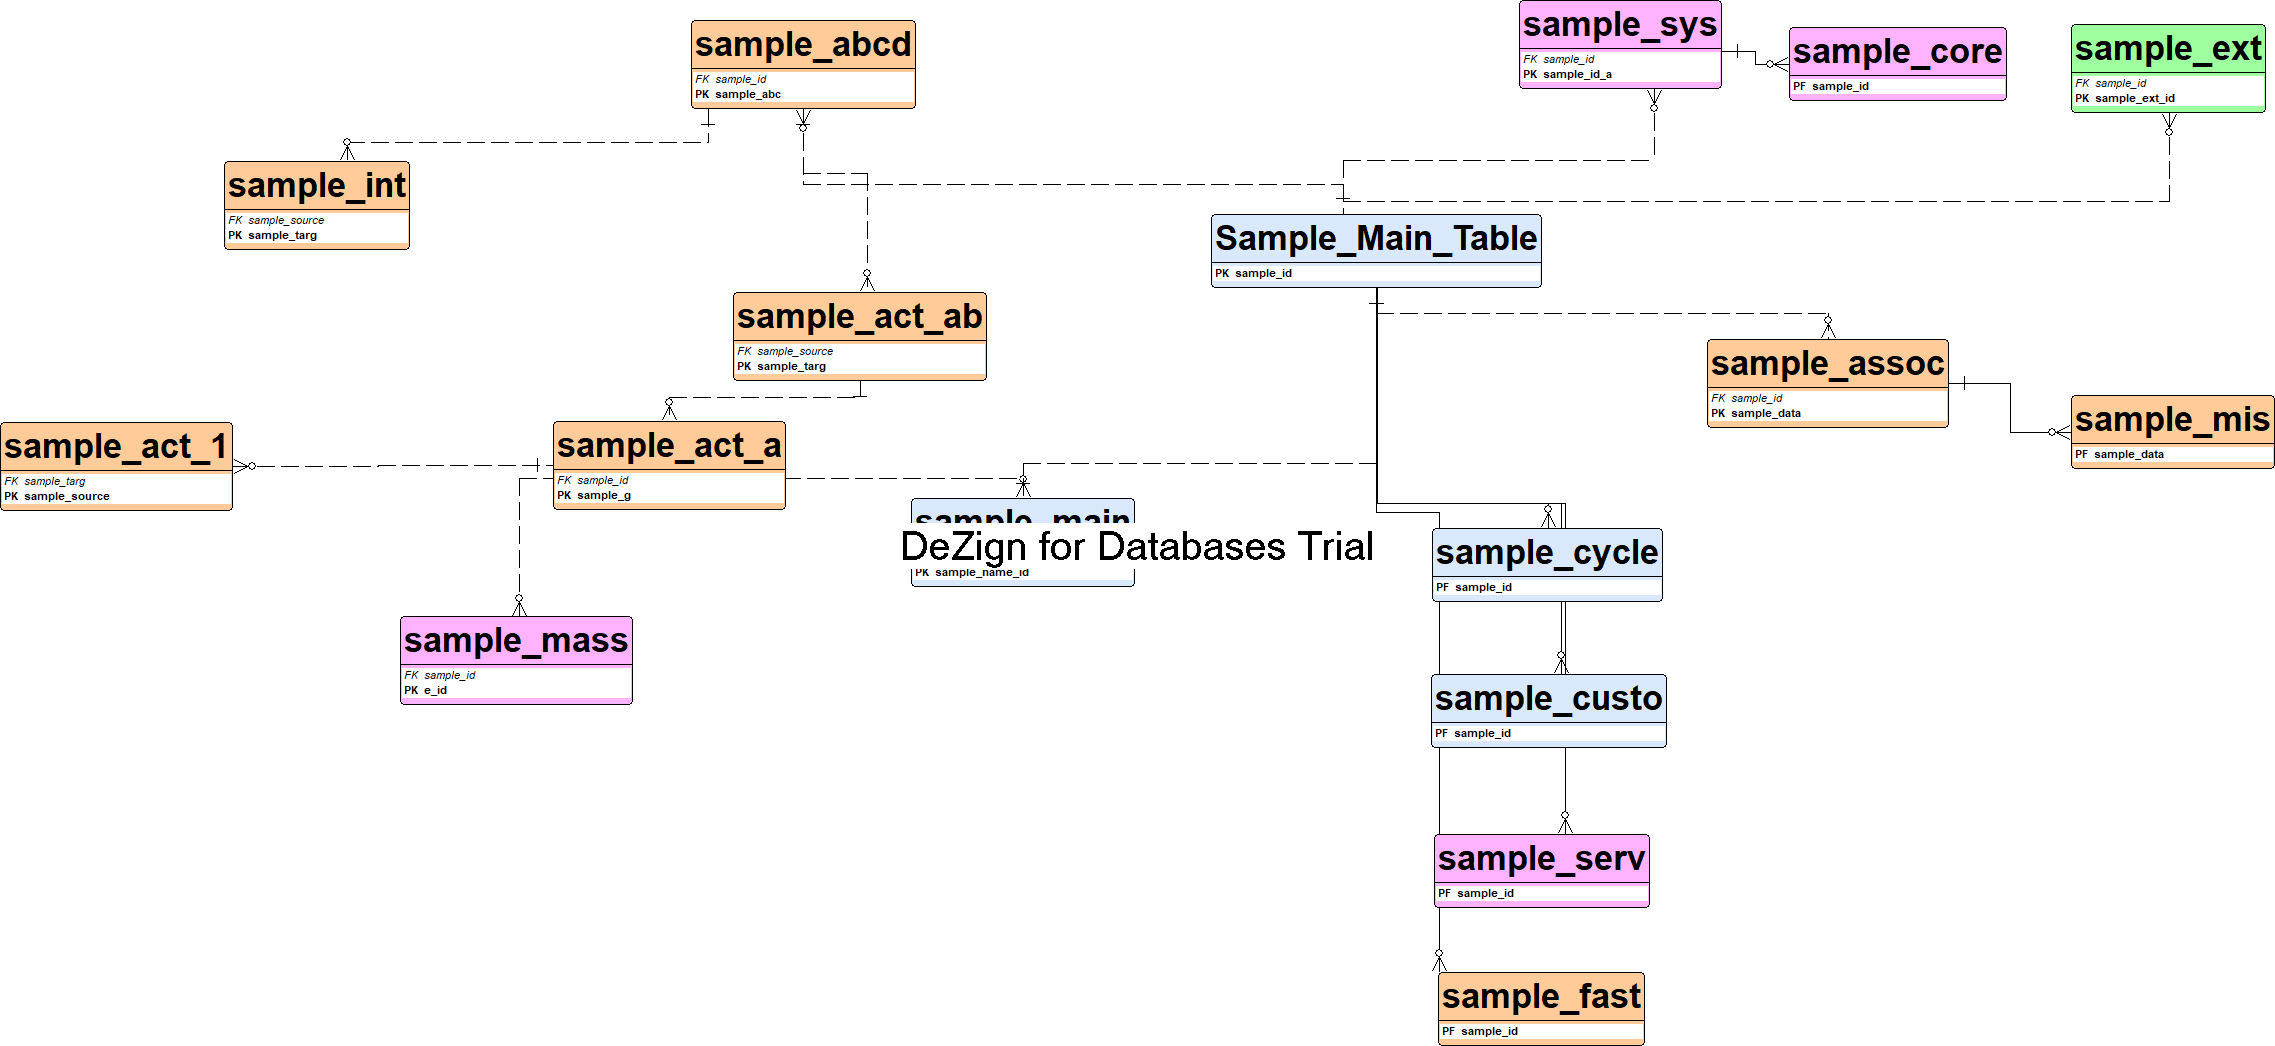 sample_abcd
FK sample_id
PK sample_abc
sample_sys
FK sample_id
PK sample_id_a
sample_core
PF sample_id
sample_ext
FK sample_id
PK sample_ext_id
sample_int
FK sample_source
PK sample_targ
Sample_Main_Table
PK sample_id
sample_act_ab
FK sample_source
PK sample_targ
sample_assoc
FK sample_id
PK sample_data
sample_mis
PF sample_data
sample_act_1
FK sample_targ
PK sample_source
sample_act_a
FK sample_id
PK sample_g
sample_main
DeZign for Databases Trial
PK sample_name_id
sample_cycle
PF sample_id
sample_mass
FK sample_id
PK e_id
sample_custo
PF sample_id
sample_serv
PF sample_id
sample_fast
PF sample_id